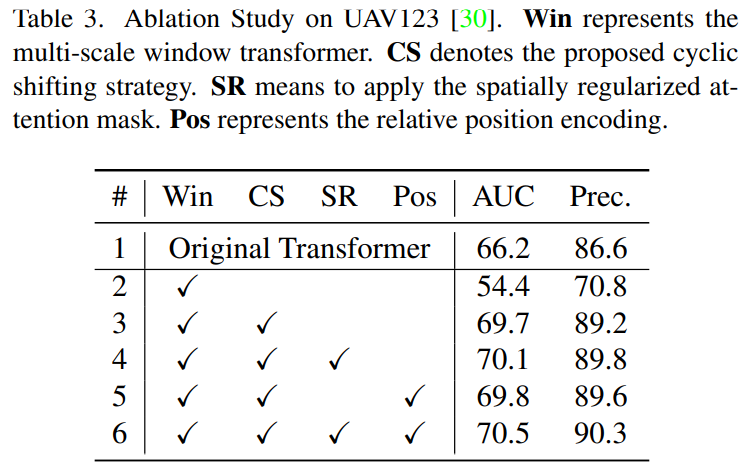 Table 3. Ablation Study on UAV123 [30]. Win represents the
multi-scale window transformer. CS denotes the proposed cyclic
shifting strategy. SR means to apply the spatially regularized at-
tention mask. Pos represents the relative position encoding.
# Win CS SR Pos AUC Prec.
1 Original Transformer 66.2 86.6
2 ✓ 54.4 70.8
3 ✓ ✓ 69.7 89.2
4 ✓ ✓ ✓ 70.1 89.8
5 ✓ ✓ ✓ 69.8 89.6
6 ✓ ✓ ✓ ✓ 70.5 90.3